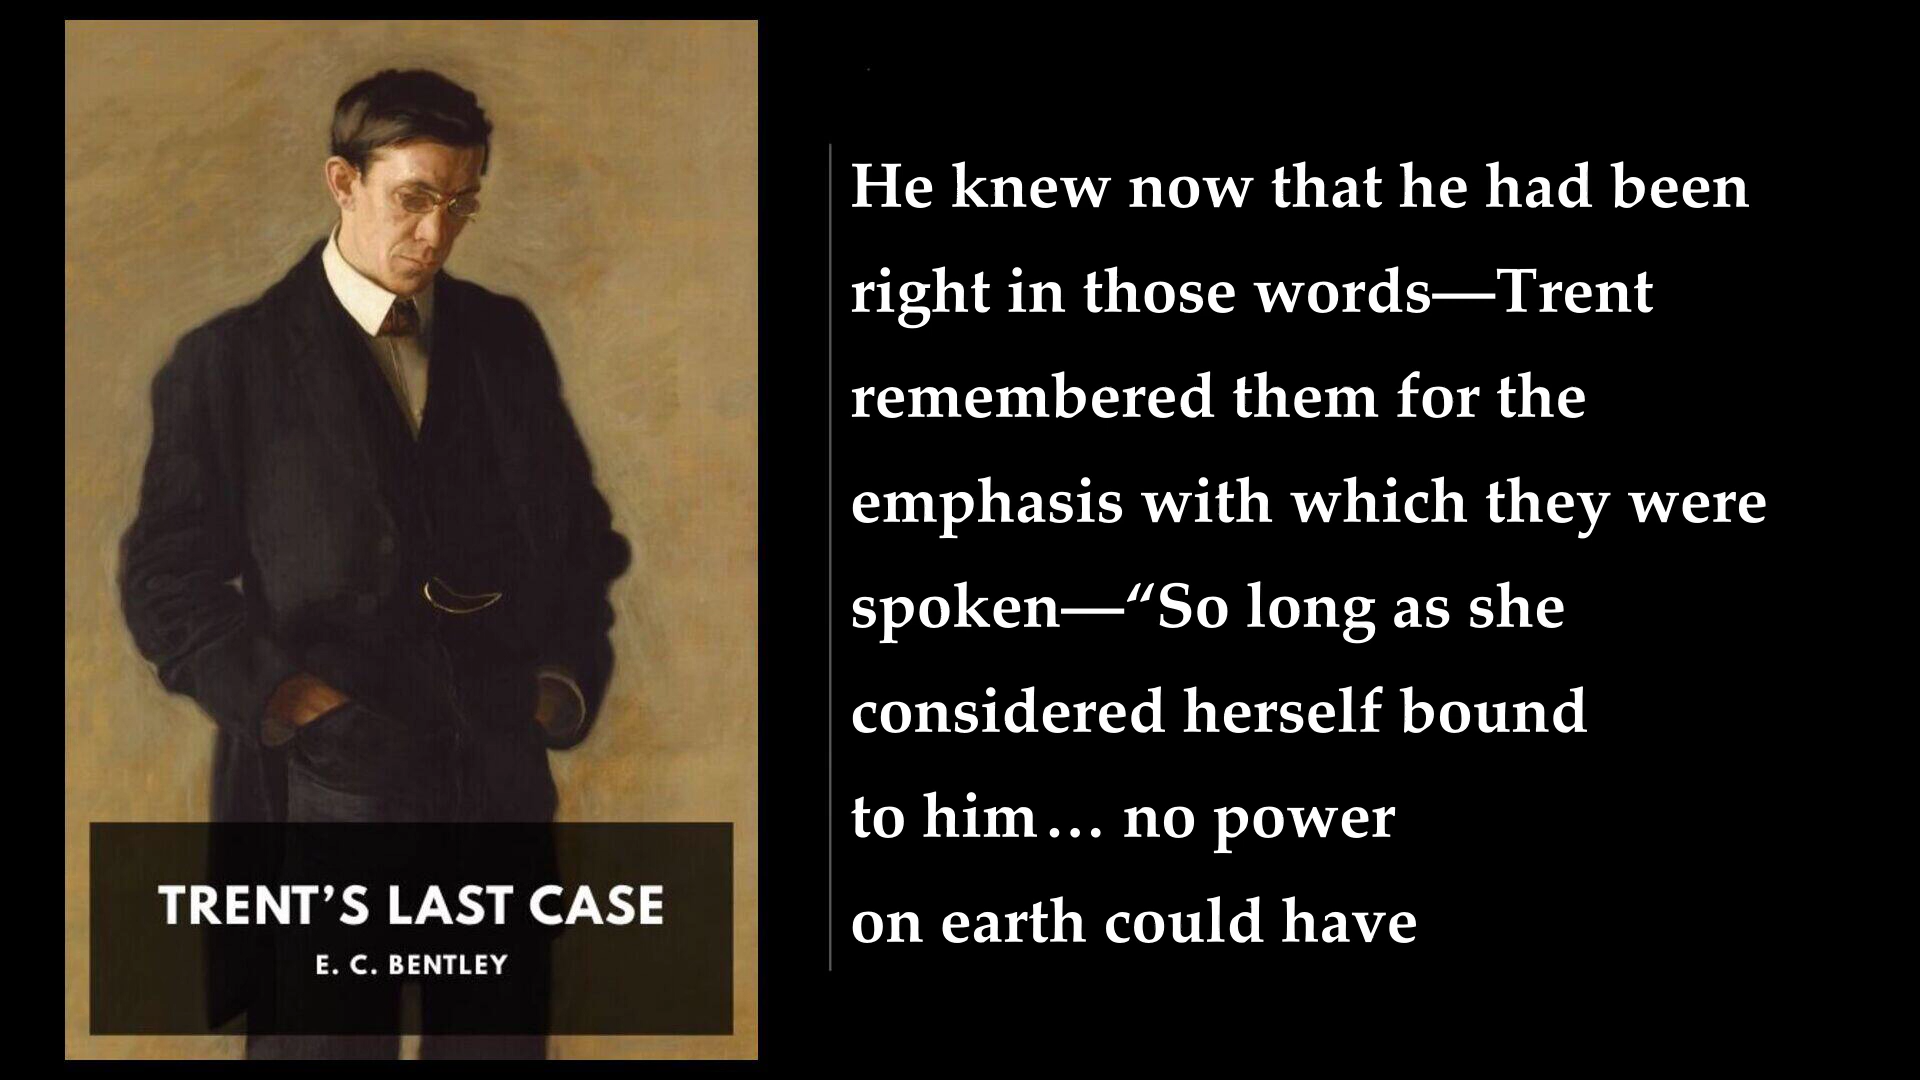 TRENT’S LAST CASE
E. C. BENTLEY
He knew now that he had been
right in those words—Trent
remembered them for the
emphasis with which they were
spoken—“So long as she
considered herself bound
to him… no power
on earth could have